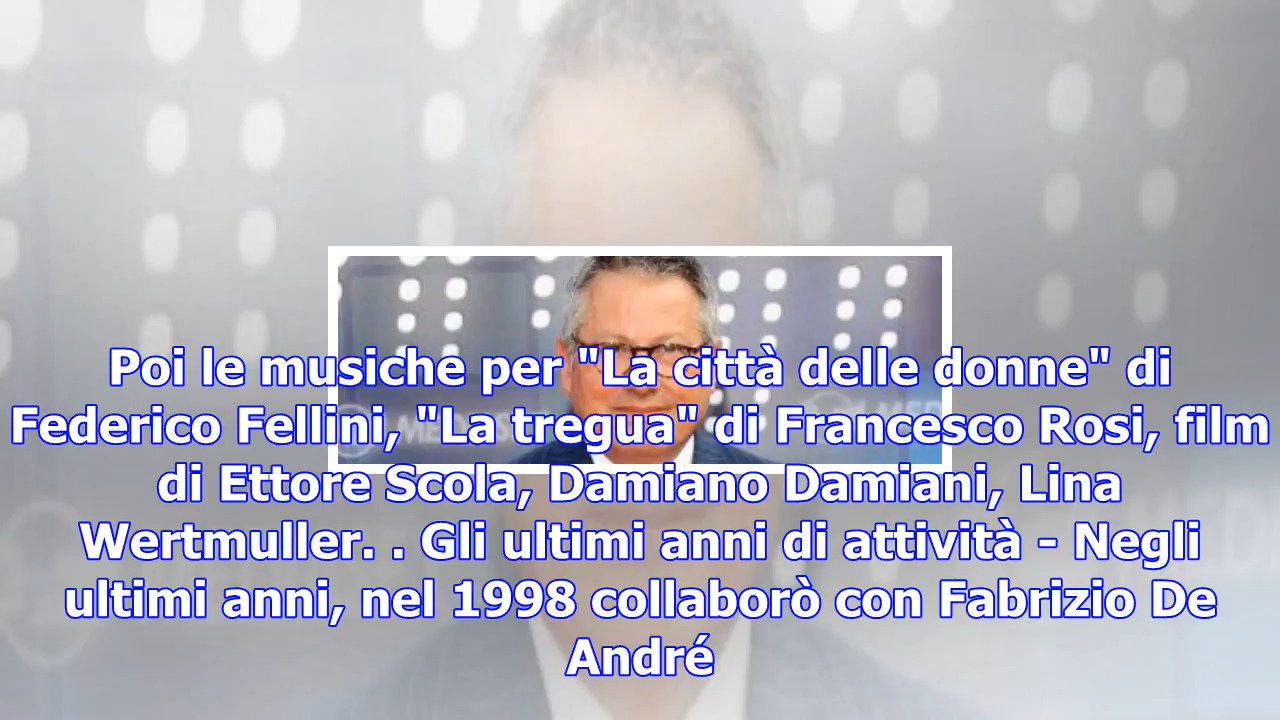 Poi le musiche per "La città delle donne" di
Federico Fellini, "La tregua" di Francesco Rosi, film
di Ettore Scola, Damiano Damiani, Lina
Wertmuller. . Gli ultimi anni di attività - Negli
ultimi anni, nel 1998 collaborò con Fabrizio De
André